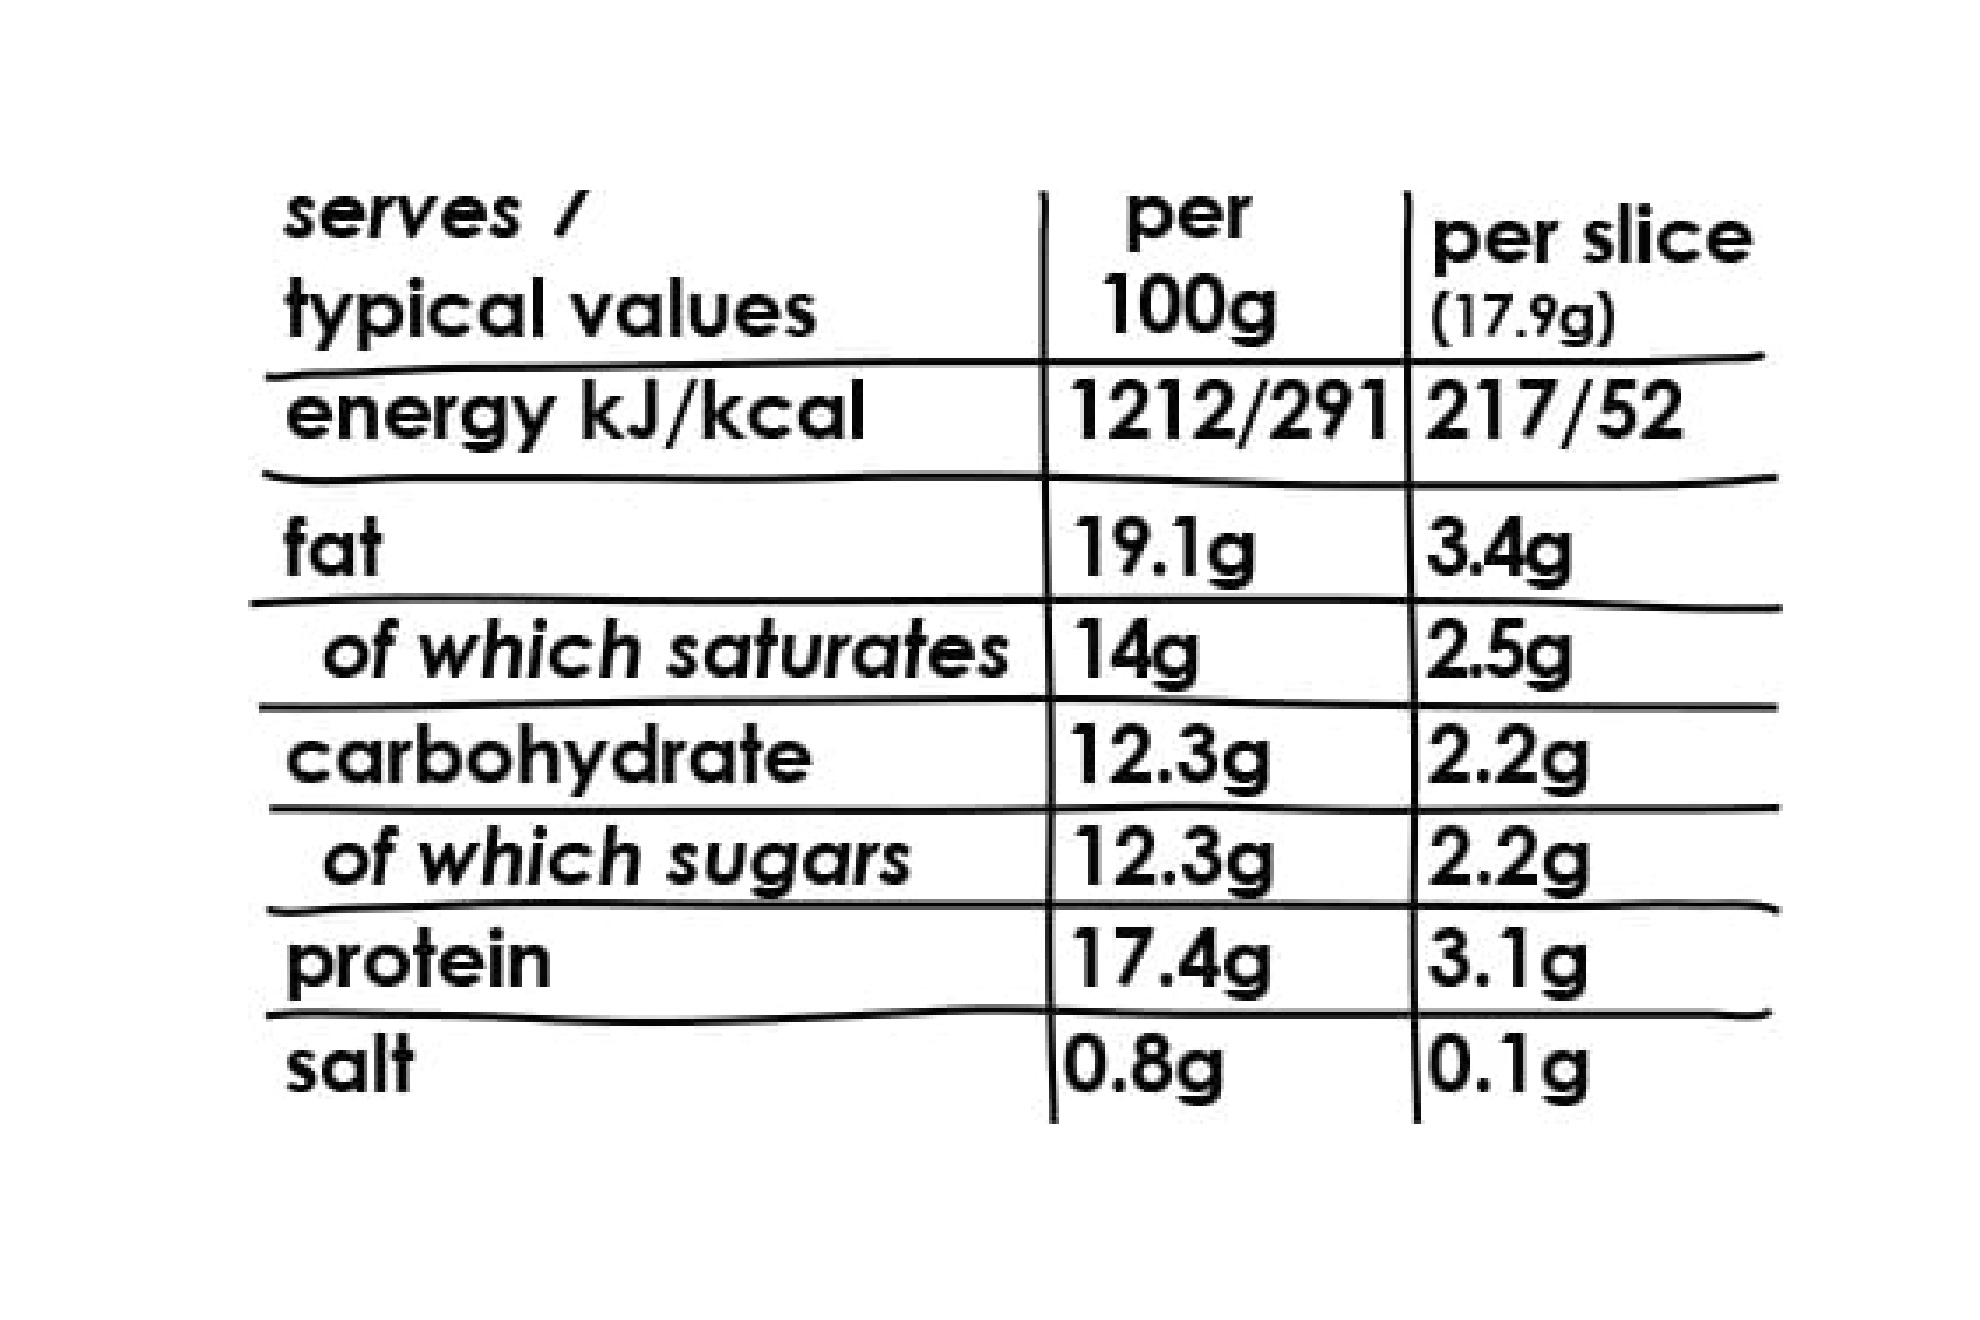 serves /
typical values
per
100g
per slice
(17.9g)
energy kJ/kcal 1212/291 217/52
fat 19.1g 3.4g
of which saturates 14g 2.5g
carbohydrate 12.3g 2.2g
of which sugars 12.3g 2.2g
protein 17.4g 3.1g
salt 0.8g 0.1g